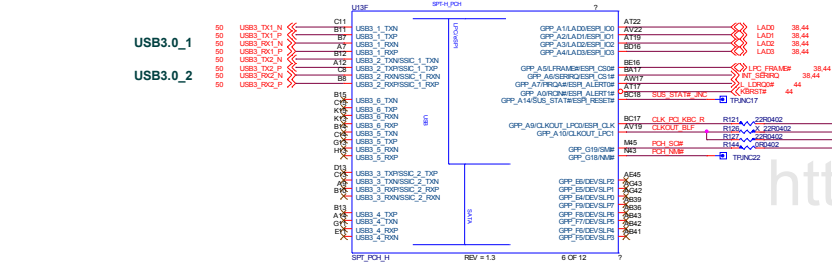 SPT-H_PCH
U13F ?
USB3.0_1
USB3.0_2
50 USB3_TX1_N C11 USB3_1_TXN
50 USB3_TX1_P B11 USB3_1_TXP
50 USB3_RX1_N B7 USB3_1_RXN
50 USB3_RX1_P A7 USB3_1_RXP
50 USB3_TX2_N B12 USB3_2_TXN/SSIC_1_TXN
50 USB3_TX2_P A12 USB3_2_TXP/SSIC_1_TXP
50 USB3_RX2_N C8 USB3_2_RXN/SSIC_1_RXN
50 USB3_RX2_P B8 USB3_2_RXP/SSIC_1_RXP
B15 USB3_6_TXN
USB3_6_TXP
USB3_6_RXN
USB3_6_RXP
USB3_5_TXN
USB3_5_TXP
USB3_5_RXN
USB3_5_RXP
D13 USB3_3_TXP/SSIC_2_TXP
USB3_3_TXN/SSIC_2_TXN
USB3_3_RXP/SSIC_2_RXP
USB3_3_RXN/SSIC_2_RXN
B13 USB3_4_TXP
USB3_4_TXN
USB3_4_RXP
USB3_4_RXN
LPC/eSPI
USB
SATA
GPP_A1/LAD0/ESPI_IO0 AT22 LAD0 38,44
GPP_A2/LAD1/ESPI_IO1 AV22 LAD1 38,44
GPP_A3/LAD2/ESPI_IO2 AT19 LAD2 38,44
GPP_A4/LAD3/ESPI_IO3 BD16 LAD3 38,44
GPP_A5/LFRAME#/ESPI_CS0# BE16 LPC_FRAME# 38,44
GPP_A6/SERIRQ/ESPI_CS1# BA17 INT_SERIRQ 38,44
GPP_A7/PIRQA#/ESPI_ALERT0# AW17 L_LDRQ0# 44
GPP_A0/RCIN#/ESPI_ALERT1# AT17 KBRST# 44
GPP_A14/SUS_STAT#/ESPI_RESET# BC18 SUS_STAT#_JNC TPJNC17
GPP_A9/CLKOUT_LPC0/ESPI_CLK BC17 CLK_PCI_KBC_R R121 22R0402
GPP_A10/CLKOUT_LPC1 AV19 CLKOUT_BLF R126 X_22R0402
R127 22R0402
GPP_G19/SMI# M45 PCH_SCI# R144 0R0402
GPP_G18/NMI# N43 PCH_NMI# TPJNC22
GPP_E6/DEVSLP2 AE45
GPP_E5/DEVSLP1 AG43
GPP_E4/DEVSLP0 AG42
GPP_F9/DEVSLP7 AB39
GPP_F8/DEVSLP6 AB36
GPP_F7/DEVSLP5 AB43
GPP_F6/DEVSLP4 AB42
GPP_F5/DEVSLP3 AB41
SPT_PCH_H REV = 1.3 6 OF 12 ?
htt